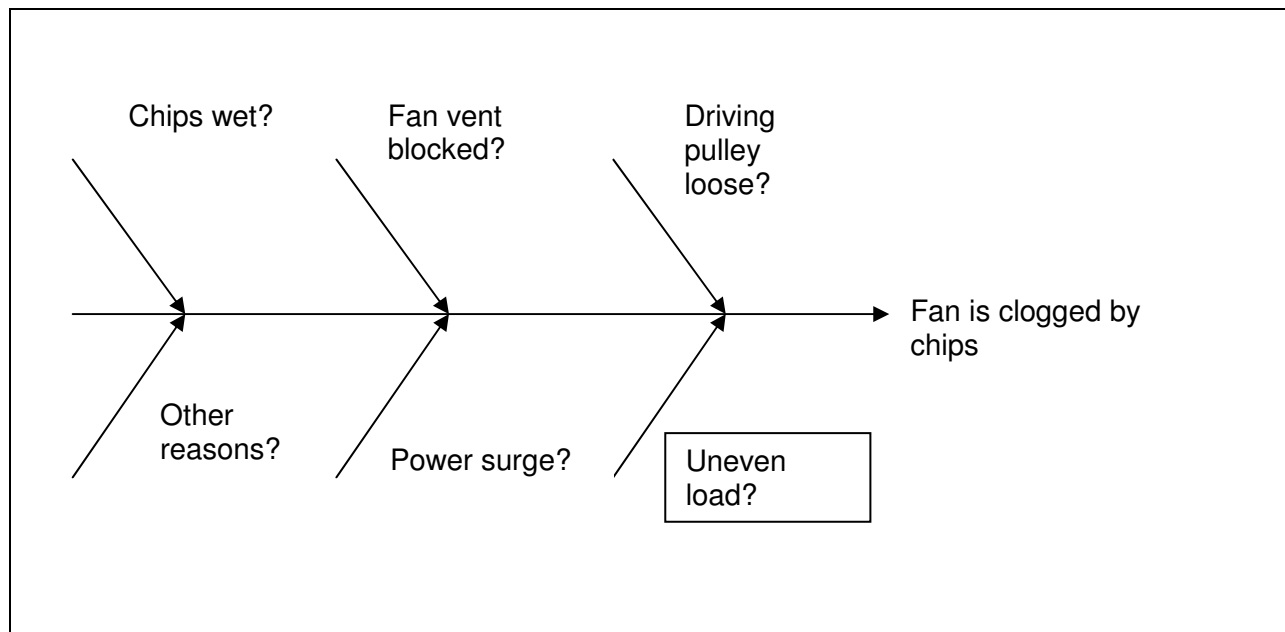 Chips wet?
Fan vent
blocked?
Driving
pulley
loose?
Fan is clogged by
chips
Other
reasons?
Power surge?
Uneven
load?